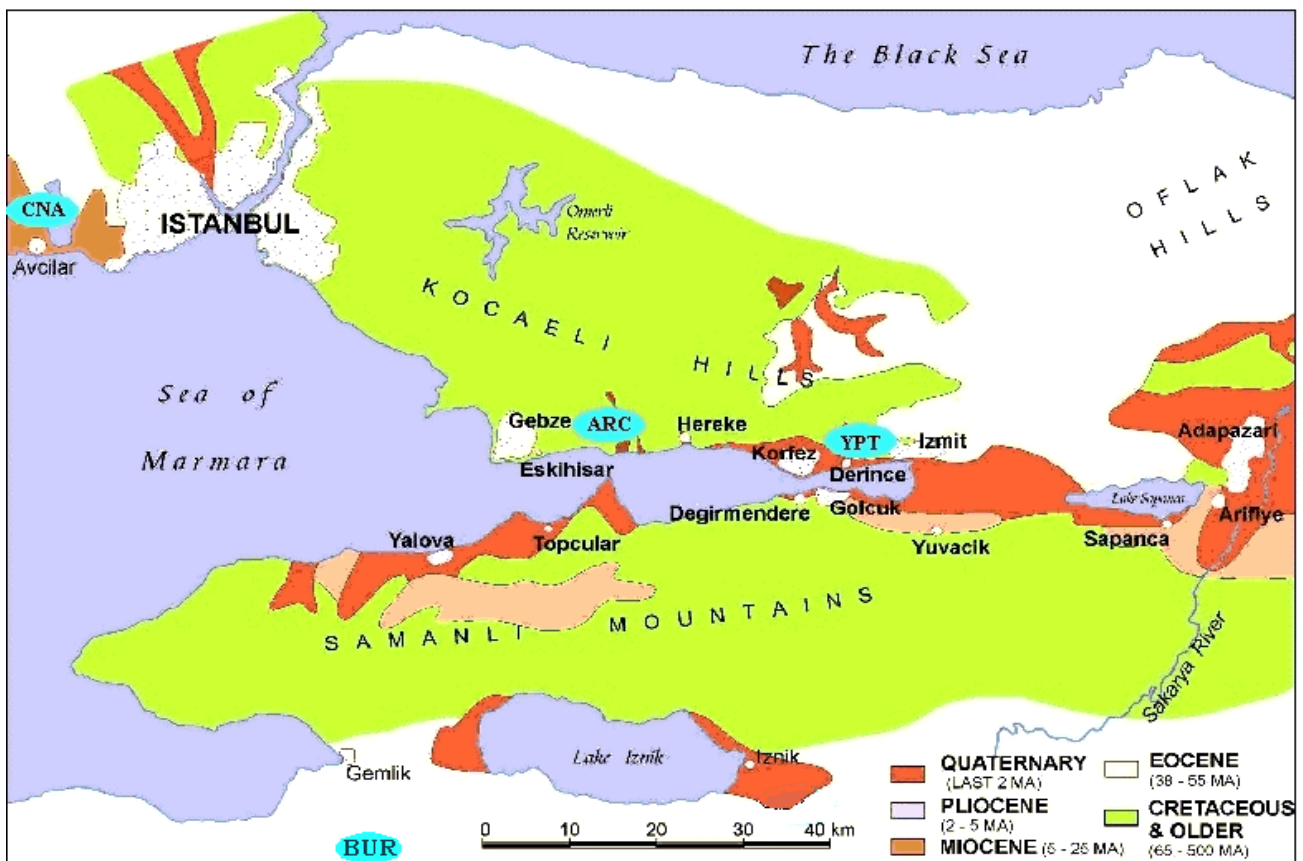 The Black Sea
OFLAK
HILLS
CNA
ISTANBUL
Omerli
Reservoir
Avcilar
KOCAELI HILLS
Sea of
Marmara
Gebze
ARC
Hereke
Adapazari
YPT
Izmit
Korfez
Eskihisar
Derince
Lake Sapanca
Degirmendere
Golcuk
Arifiye
Yalova
Topcular
Yuvacik
Sapanca
SAMANLI MOUNTAINS
Sakarya River
Gemlik
Lake Iznik
Iznik
BUR
0 10 20 30 40 km
QUATERNARY
(LAST 2 MA)
PLIOCENE
(2 - 5 MA)
MIOCENE (5 - 25 MA)
EOCENE
(38 - 55 MA)
CRETACEOUS
& OLDER
(65 - 500 MA)